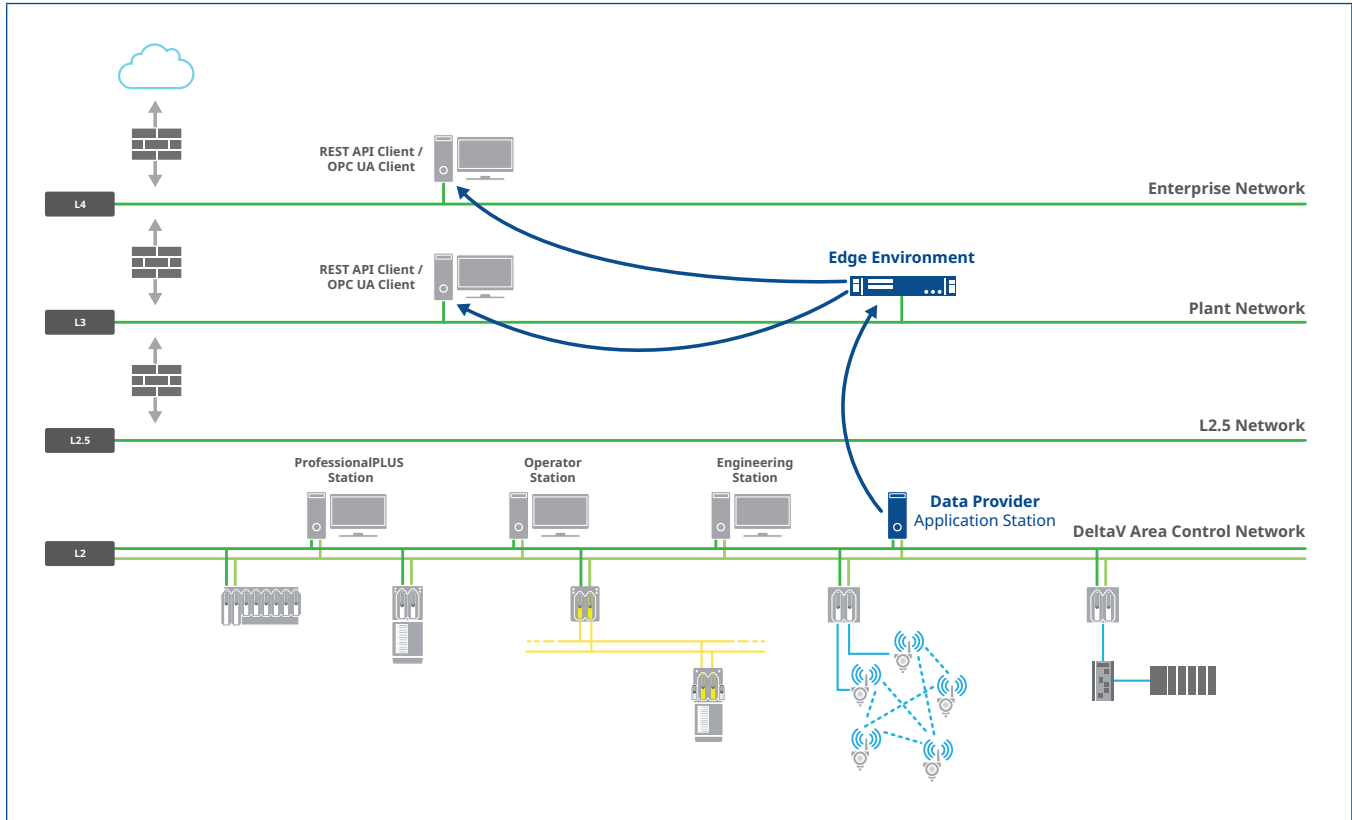 REST API Client /
OPC UA Client
L4
Enterprise Network
Edge Environment
REST API Client /
OPC UA Client
L3
Plant Network
L2.5
L2.5 Network
ProfessionalPLUS
Station
Operator
Station
Engineering
Station
Data Provider
Application Station
L2
DeltaV Area Control Network